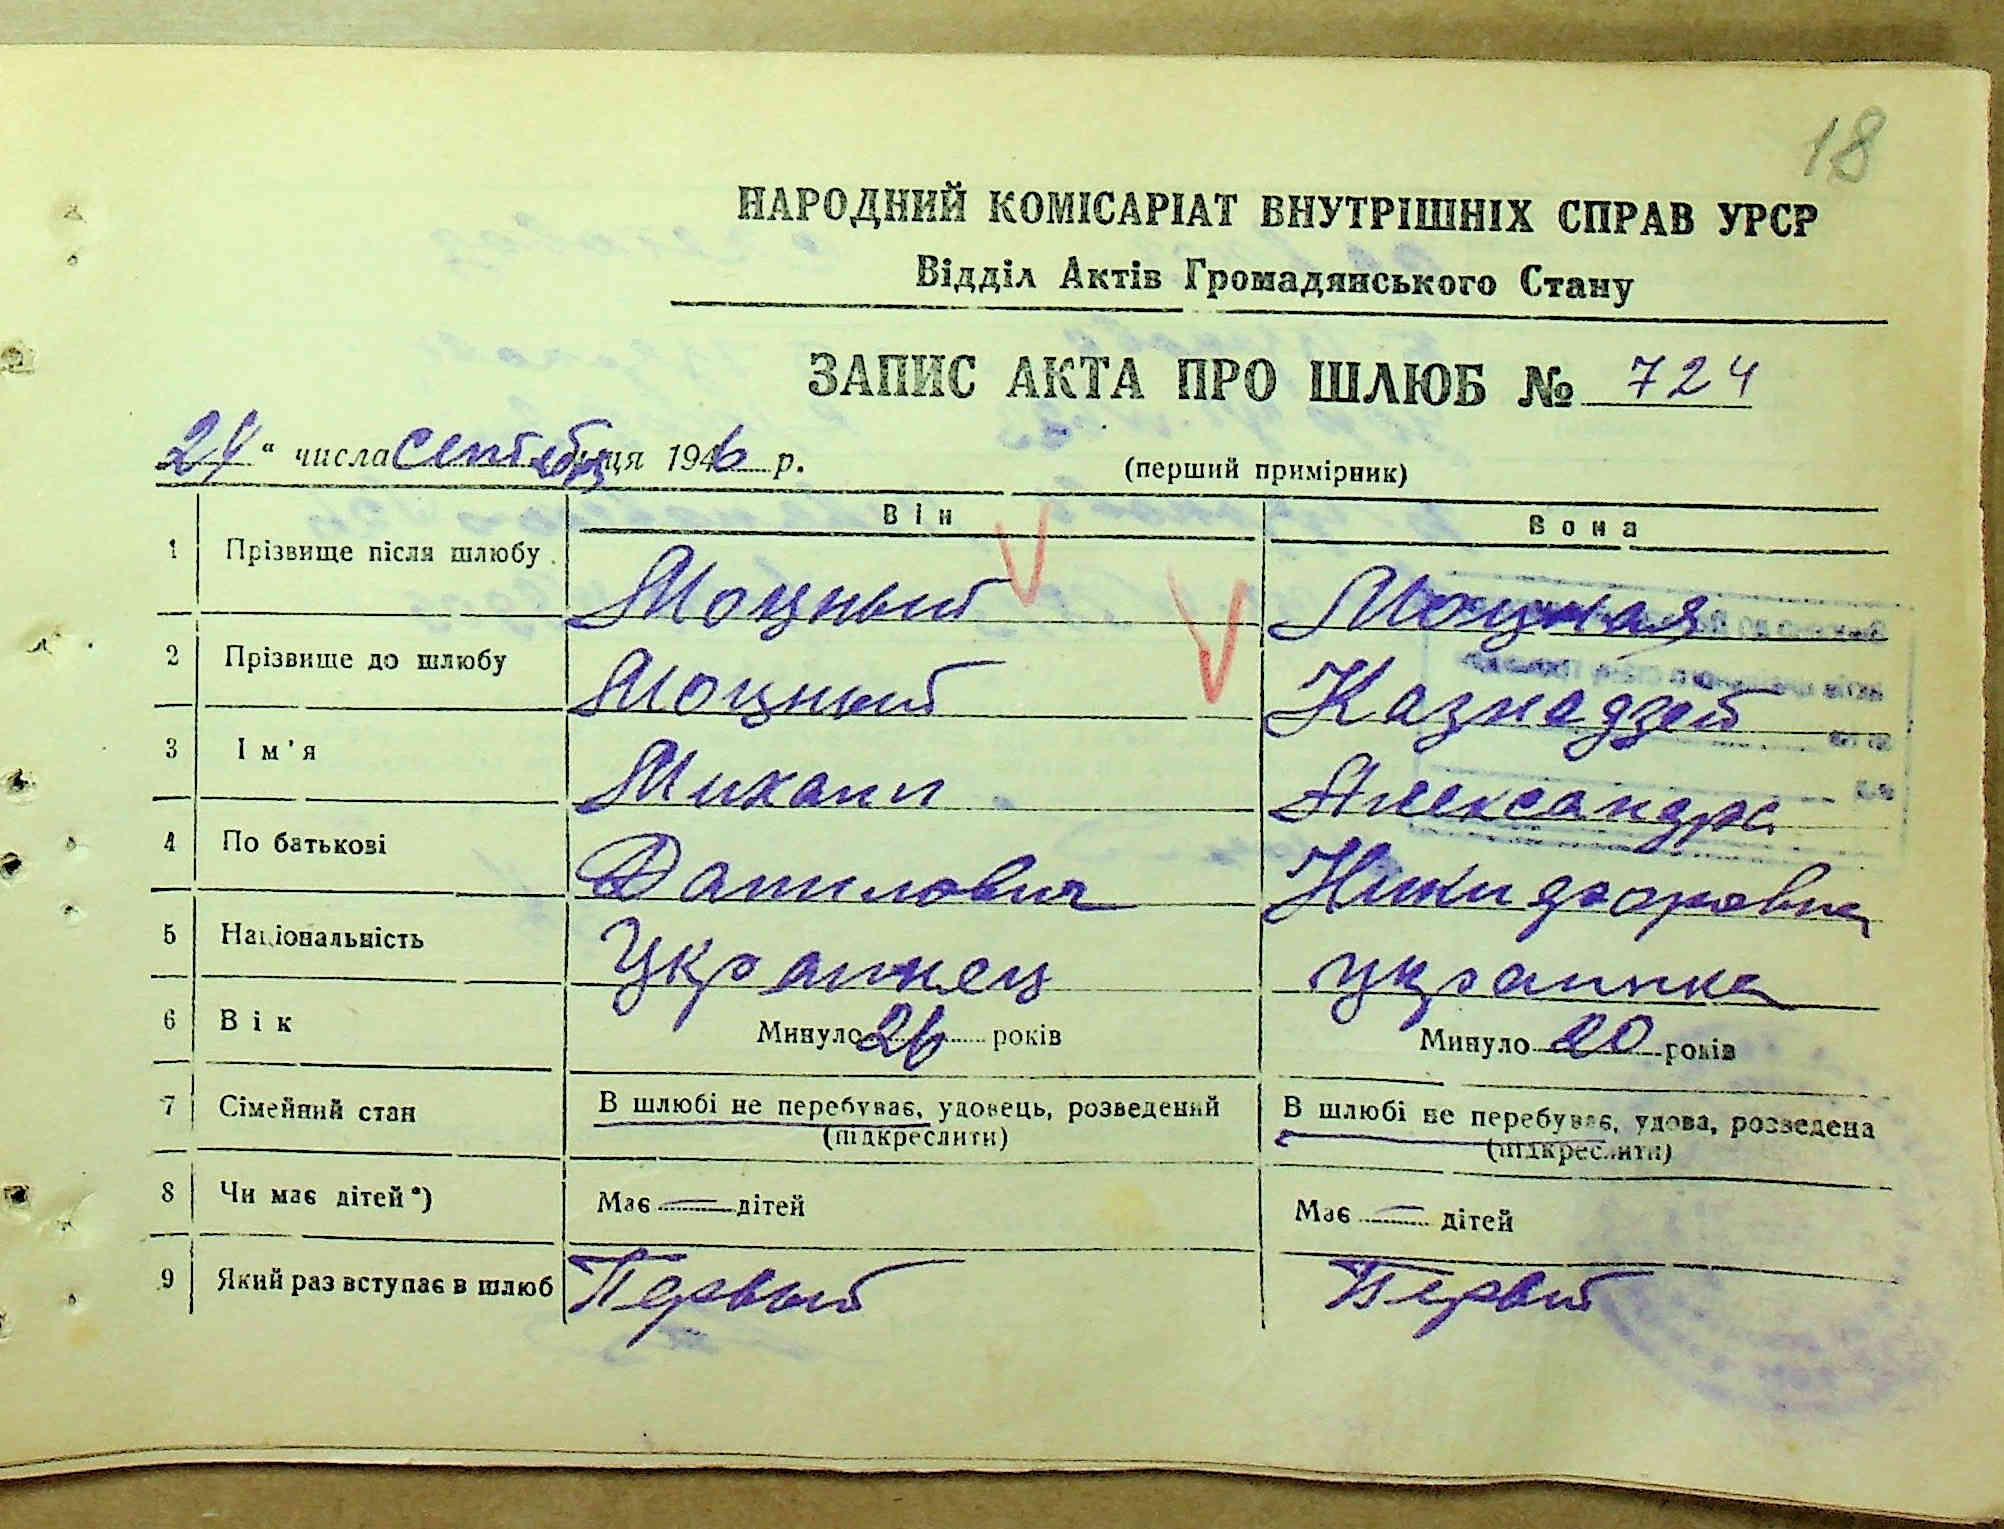 18
НАРОДНИЙ КОМІСАРІАТ ВНУТРІШНІХ СПРАВ УРСР
Відділ Актів Громадянського Стану
ЗАПИС АКТА ПРО ШЛЮБ № 724
24 " числа сентября ця 1946 р.
(перший примірник)
Він Вона
1 Прізвище після шлюбу Моцный Моцная
2 Прізвище до шлюбу Моцный Казнадзей
3 Ім'я Михаил Александра
4 По батькові Данилович Никифоровна
5 Національність Украинец украинка
6 Вік Минуло 26 років Минуло 20 років
7 Сімейний стан В шлюбі не перебуває, удовець, розведений В шлюбі не перебуває, удова, розведена
(підкреслити) (підкреслити)
8 Чи має дітей*) Має — дітей Має — дітей
9 Який раз вступає в шлюб Первый Первый